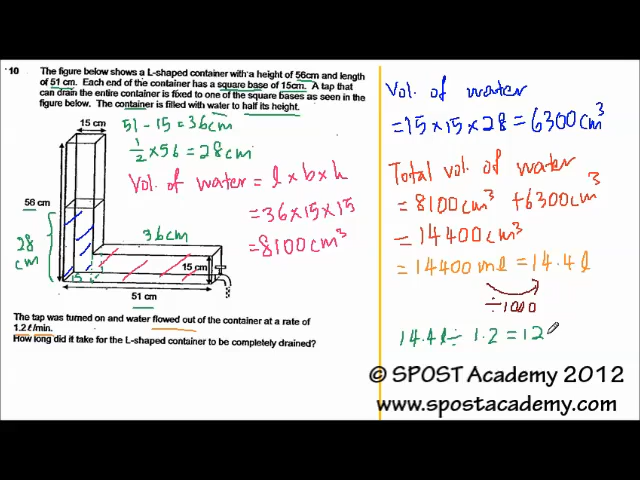 10 The figure below shows a L-shaped container with a height of 56cm and length
of 51 cm. Each end of the container has a square base of 15cm. A tap that
can drain the entire container is fixed to one of the square bases as seen in the
figure below. The container is filled with water to half its height.
15 cm
51 - 15 = 36cm
½ × 56 = 28cm
Vol. of water = l × b × h
= 36 × 15 × 15
= 8100cm³
56 cm
28
cm
36cm
15 cm
15
51 cm
The tap was turned on and water flowed out of the container at a rate of
1.2 ℓ/min.
How long did it take for the L-shaped container to be completely drained?
Vol. of water
= 15 × 15 × 28 = 6300cm³
Total vol. of water
= 8100cm³ + 6300cm³
= 14400cm³
= 14400 ml = 14.4 l
÷1000
14.4l ÷ 1.2 = 12
© SPOST Academy 2012
www.spostacademy.com